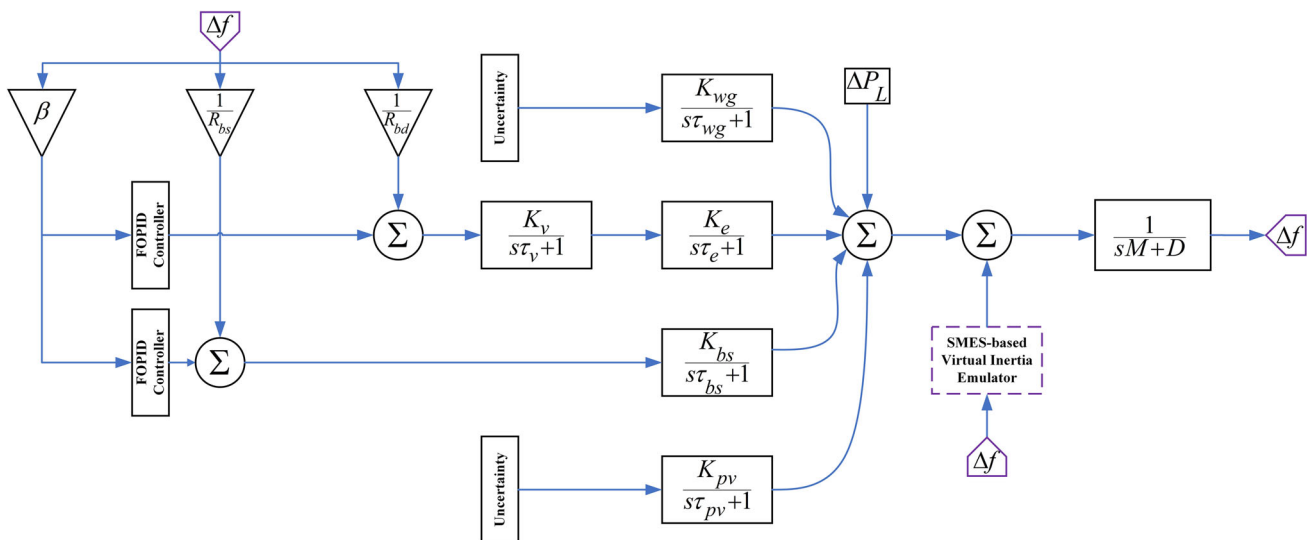 Δf
β
1
R_bs
1
R_bd
Uncertainty
K_wg
sτ_wg+1
ΔP_L
FOPID
Controller
Σ
K_v
sτ_v+1
K_e
sτ_e+1
Σ
Σ
1
sM+D
Δf
FOPID
Controller
Σ
K_bs
sτ_bs+1
SMES-based
Virtual Inertia
Emulator
Uncertainty
K_pv
sτ_pv+1
Δf